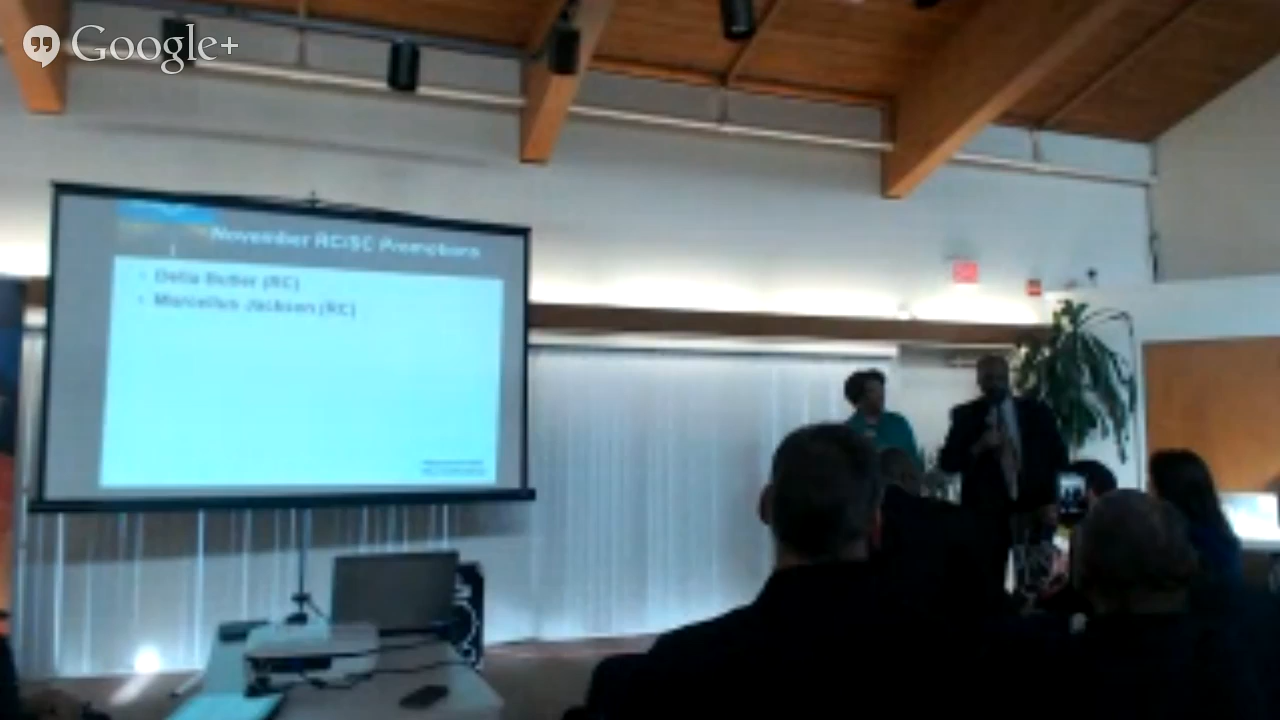 Google+
November RC/SC Promotions
Delia Butler (RC)
Marcellus Jackson (RC)